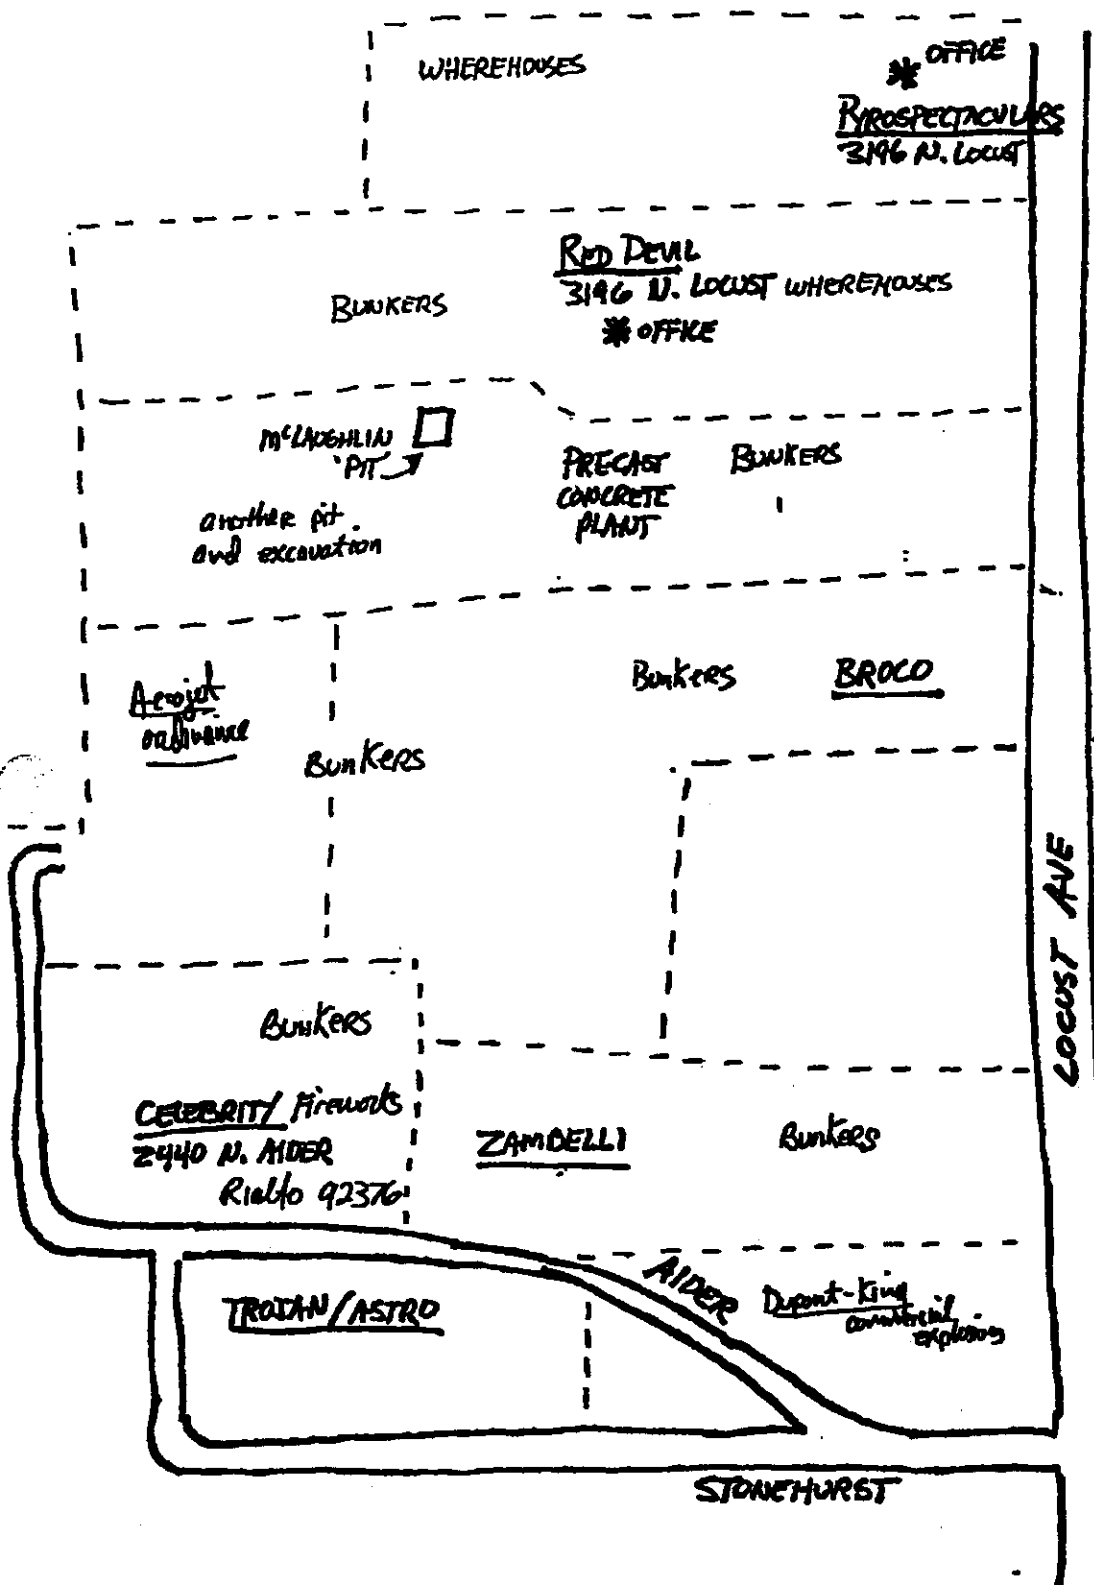 WHEREHOUSES
* OFFICE
PYROSPECTACULARS
3196 N. LOCUST
RED DEVIL
3196 N. LOCUST WHEREHOUSES
* OFFICE
BUNKERS
McLAUGHLIN
'PIT'
another pit
and excavation
PRECAST
CONCRETE
PLANT
BUNKERS
Aerojet
ordinance
BunKERS
BunKERS
BROCO
LOCUST AVE
BunKERS
CELEBRITY Fireworks
2440 N. AIDER
Rialto 92376
ZAMBELLI
BunKERS
TROJAN/ASTRO
AIDER
Dupont-King
commercial
explosives
STONEHURST